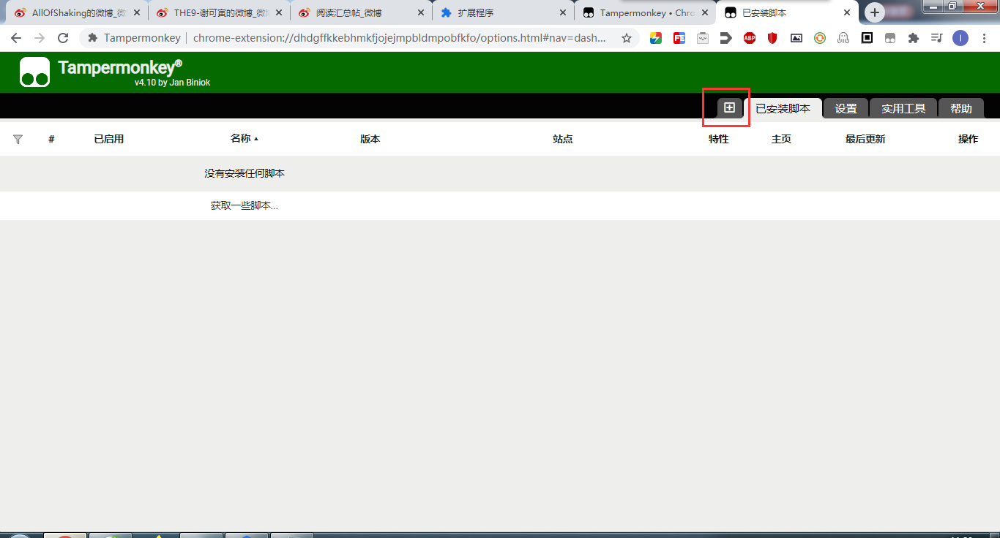 AllOfShaking的微博_微
THE9-谢可寅的微博_微
阅读汇总帖_微博
扩展程序
Tampermonkey • Chro
已安装脚本
Tampermonkey | chrome-extension://dhdgffkkebhmkfjojejmpbldmpobfkfo/options.html#nav=dash...
FE
ABP
I
Tampermonkey®
v4.10 by Jan Biniok
已安装脚本
设置
实用工具
帮助
# 已启用 名称 版本 站点 特性 主页 最后更新 操作
没有安装任何脚本
获取一些脚本...